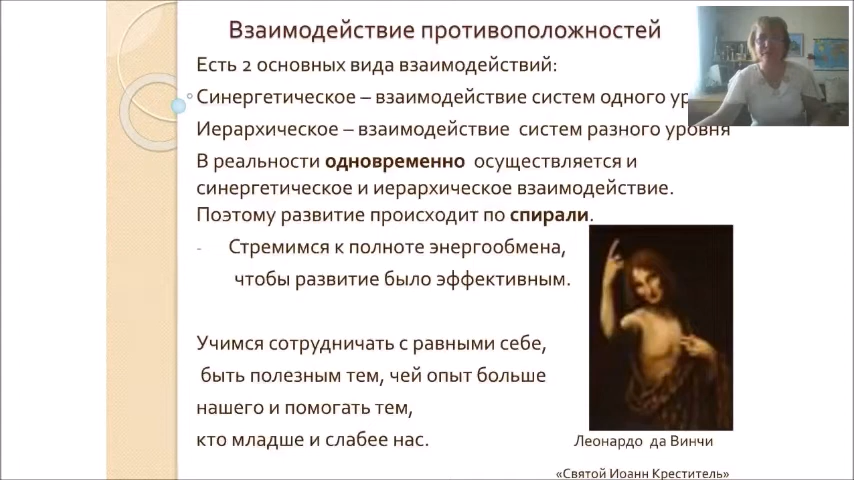 Взаимодействие противоположностей
Есть 2 основных вида взаимодействий:
Синергетическое – взаимодействие систем одного
Иерархическое – взаимодействие систем разного уровня
В реальности одновременно осуществляется и
синергетическое и иерархическое взаимодействие.
Поэтому развитие происходит по спирали.
- Стремимся к полноте энергообмена,
чтобы развитие было эффективным.
Учимся сотрудничать с равными себе,
быть полезным тем, чей опыт больше
нашего и помогать тем,
кто младше и слабее нас.
Леонардо да Винчи
«Святой Иоанн Креститель»